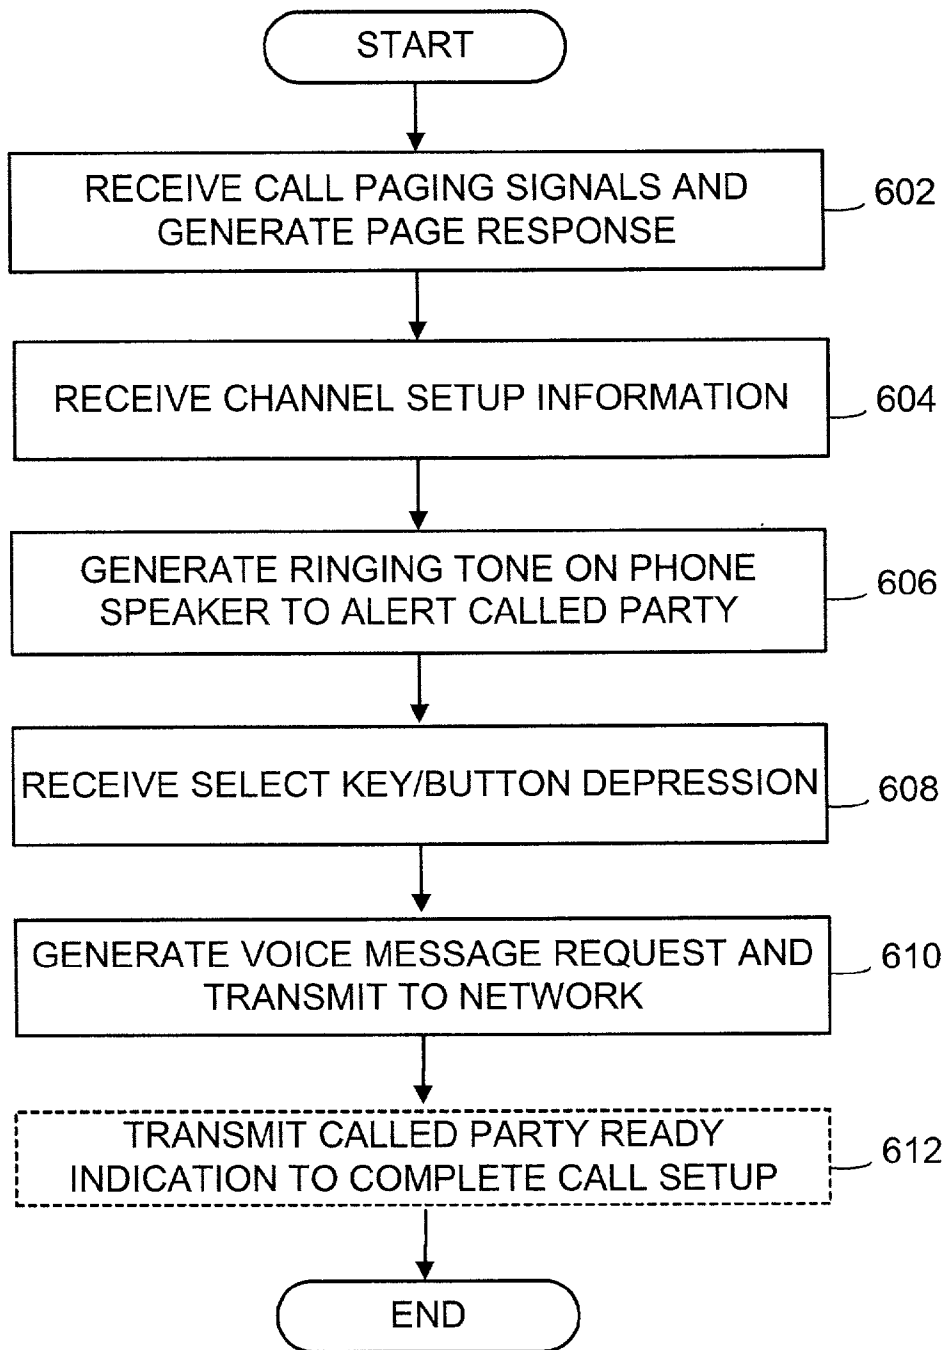 START
RECEIVE CALL PAGING SIGNALS AND
GENERATE PAGE RESPONSE
602
RECEIVE CHANNEL SETUP INFORMATION
604
GENERATE RINGING TONE ON PHONE
SPEAKER TO ALERT CALLED PARTY
606
RECEIVE SELECT KEY/BUTTON DEPRESSION
608
GENERATE VOICE MESSAGE REQUEST AND
TRANSMIT TO NETWORK
610
TRANSMIT CALLED PARTY READY
INDICATION TO COMPLETE CALL SETUP
612
END